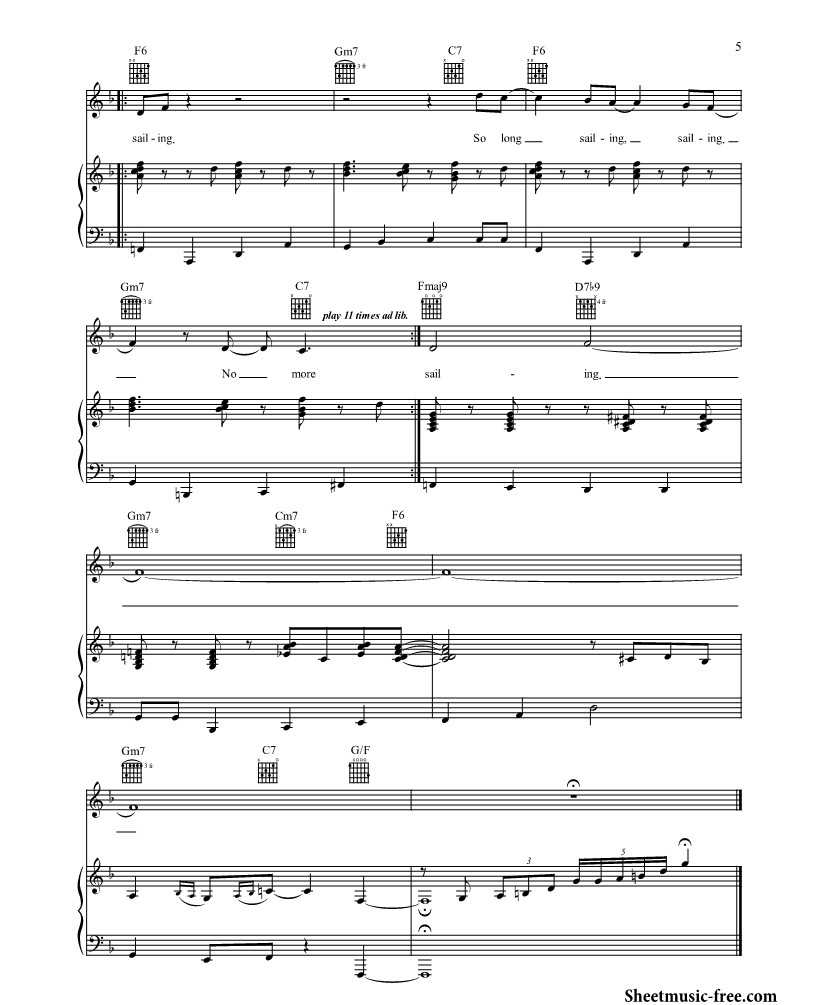 5
F6 Gm7 C7 F6
3 fr
sail - ing. So long sail - ing, sail - ing.
Gm7 C7 Fmaj9 D7♭9
3 fr 4 fr
play 11 times ad lib.
No more sail - ing.
Gm7 Cm7 F6
3 fr 3 fr
Gm7 C7 G/F
3 fr
3 5
Sheetmusic-free.com